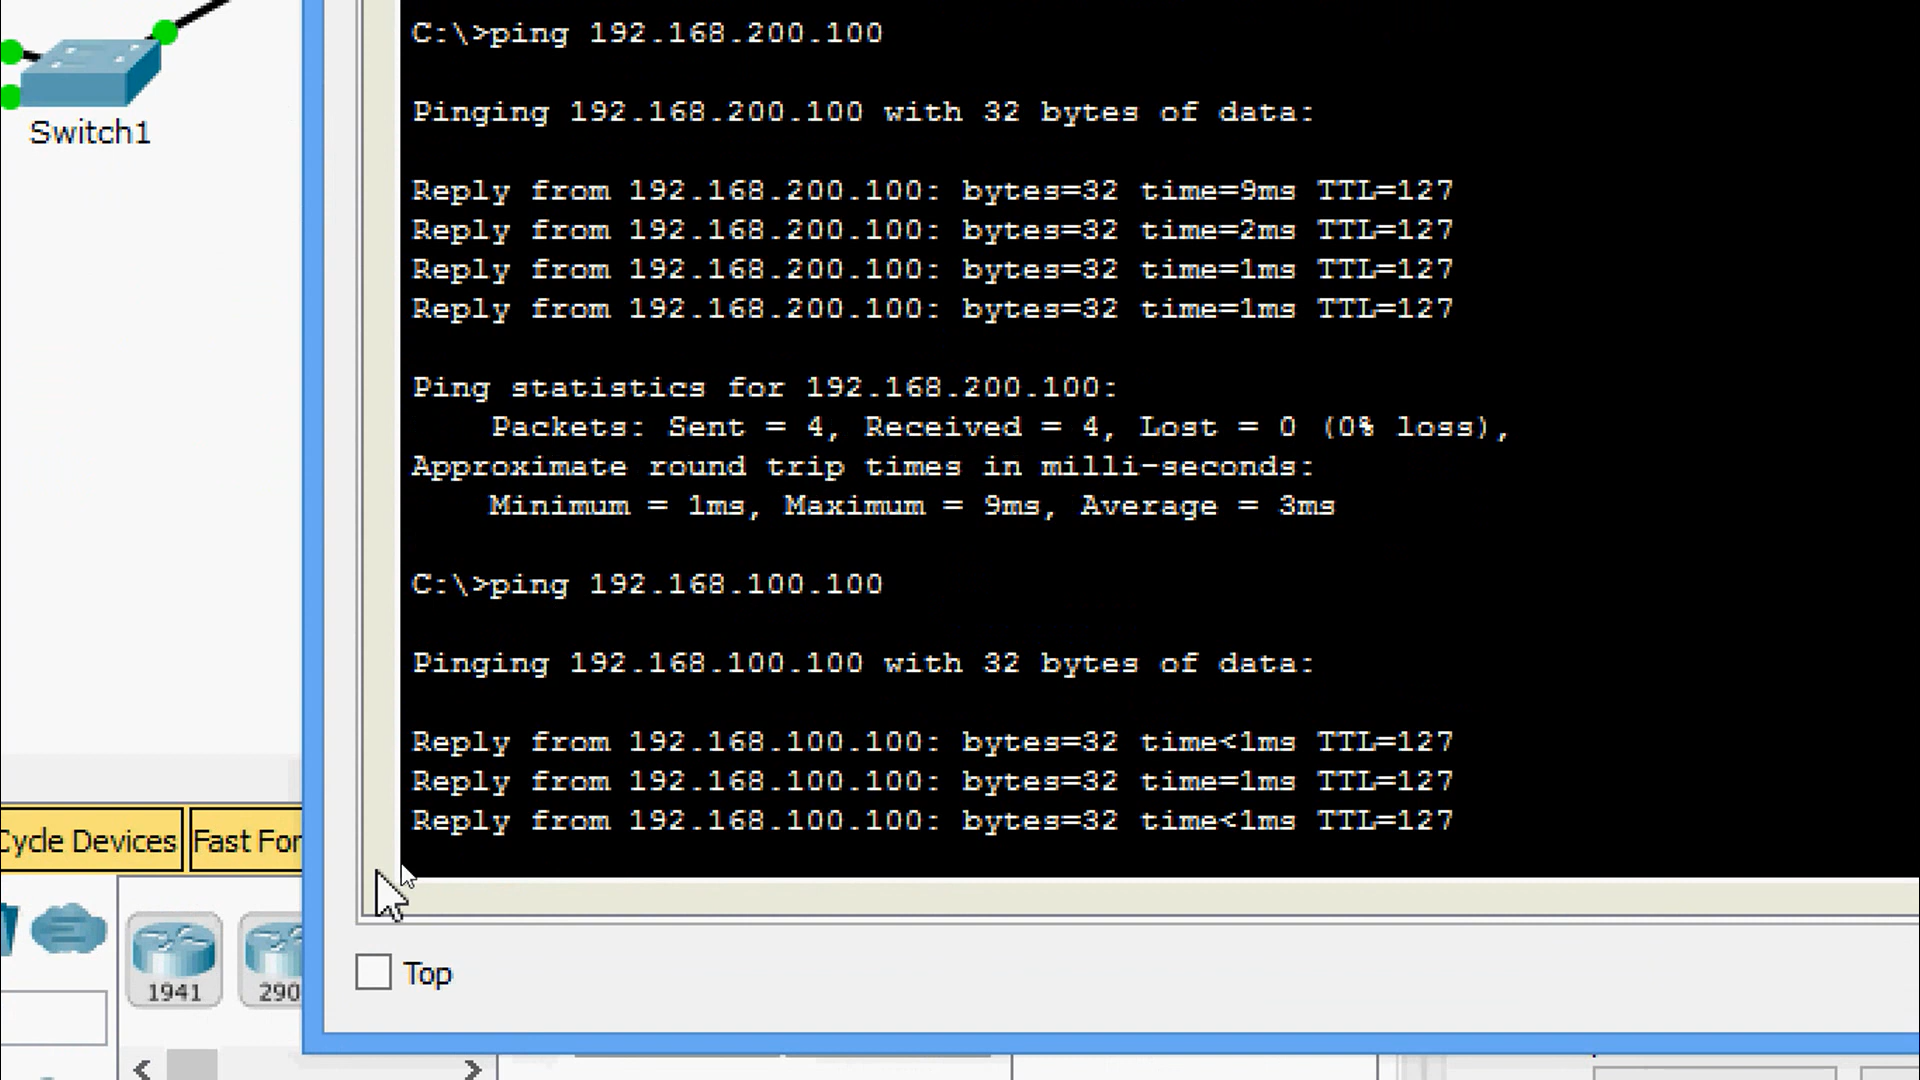 C:\>ping 192.168.200.100
Pinging 192.168.200.100 with 32 bytes of data:
Reply from 192.168.200.100: bytes=32 time=9ms TTL=127
Reply from 192.168.200.100: bytes=32 time=2ms TTL=127
Reply from 192.168.200.100: bytes=32 time=1ms TTL=127
Reply from 192.168.200.100: bytes=32 time=1ms TTL=127
Ping statistics for 192.168.200.100:
Packets: Sent = 4, Received = 4, Lost = 0 (0% loss),
Approximate round trip times in milli-seconds:
Minimum = 1ms, Maximum = 9ms, Average = 3ms
C:\>ping 192.168.100.100
Pinging 192.168.100.100 with 32 bytes of data:
Reply from 192.168.100.100: bytes=32 time<1ms TTL=127
Reply from 192.168.100.100: bytes=32 time=1ms TTL=127
Reply from 192.168.100.100: bytes=32 time<1ms TTL=127
Switch1
Cycle Devices
Fast For
1941
290
Top